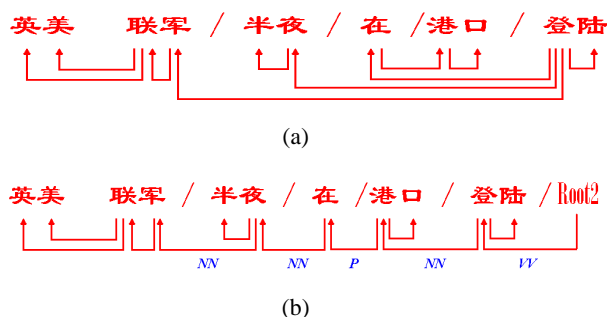 英美 联军 / 半夜 / 在 / 港口 / 登陆
(a)
英美 联军 / 半夜 / 在 / 港口 / 登陆 / Root2
NN NN P NN VV
(b)